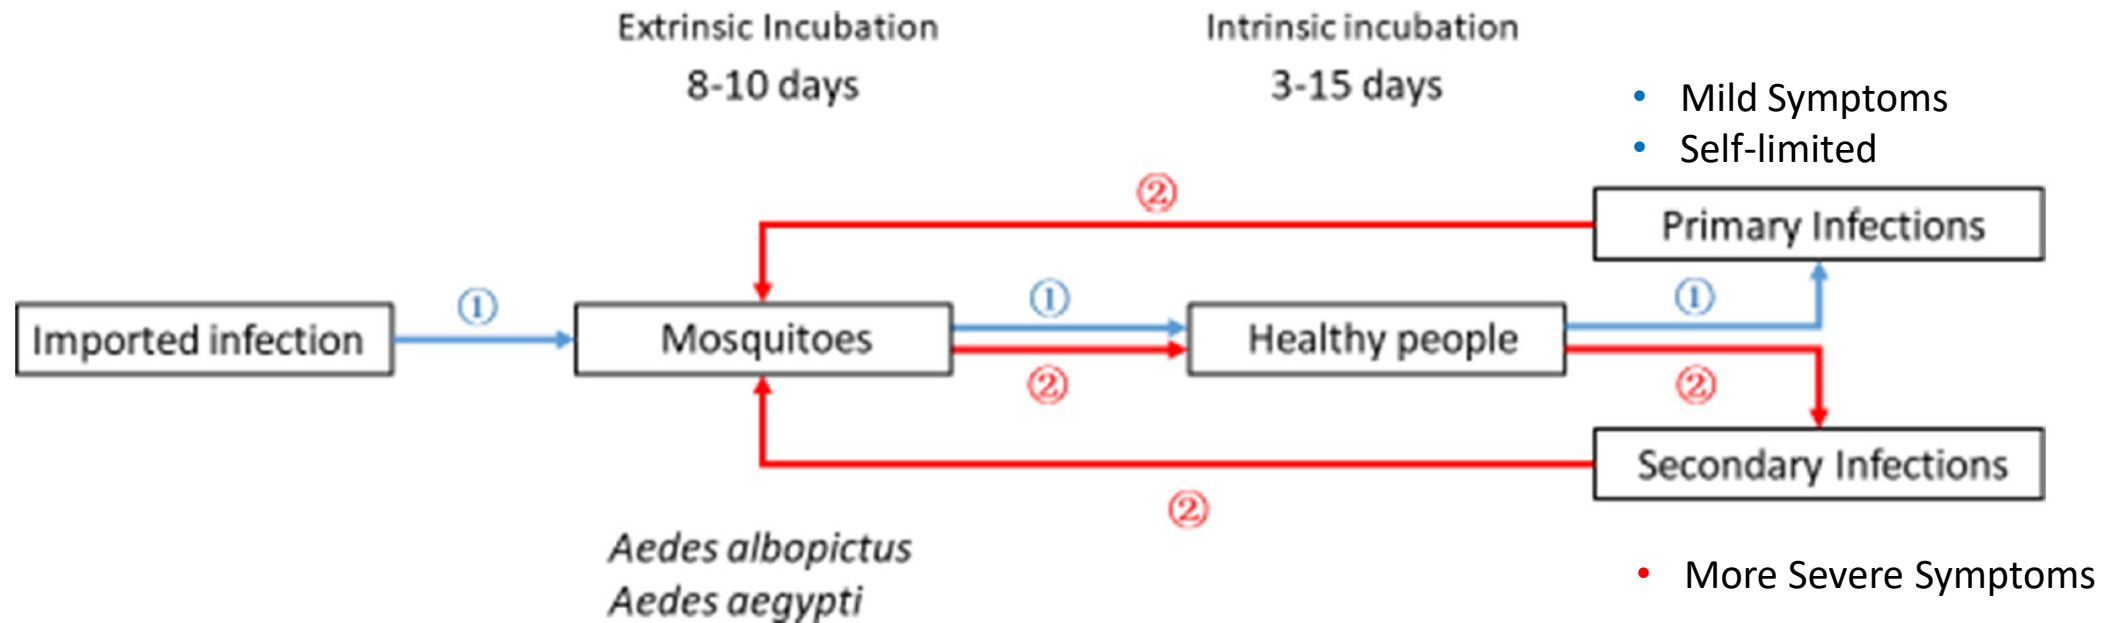 Extrinsic Incubation
8-10 days
Intrinsic incubation
3-15 days
• Mild Symptoms
• Self-limited
②
Primary Infections
①
①
①
Imported infection
Mosquitoes
Healthy people
②
②
Secondary Infections
②
Aedes albopictus
Aedes aegypti
• More Severe Symptoms